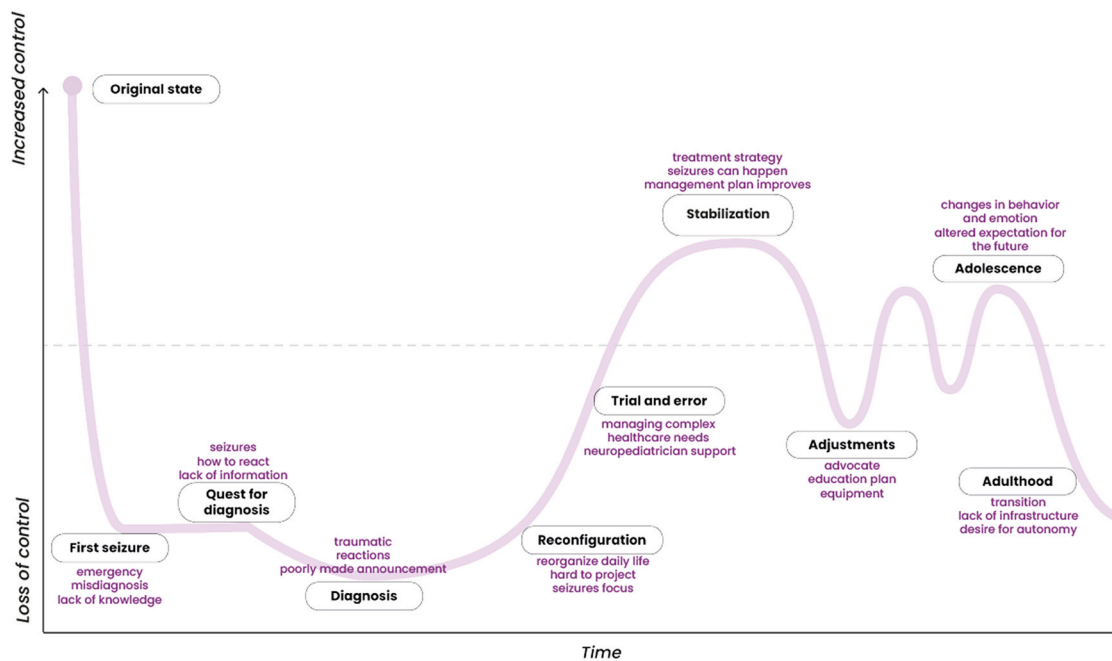 Increased control
Loss of control
Original state
First seizure
emergency
misdiagnosis
lack of knowledge
seizures
how to react
lack of information
Quest for
diagnosis
traumatic
reactions
poorly made announcement
Diagnosis
Reconfiguration
reorganize daily life
hard to project
seizures focus
Trial and error
managing complex
healthcare needs
neuropediatrician support
treatment strategy
seizures can happen
management plan improves
Stabilization
Adjustments
advocate
education plan
equipment
changes in behavior
and emotion
altered expectation for
the future
Adolescence
Adulthood
transition
lack of infrastructure
desire for autonomy
Time